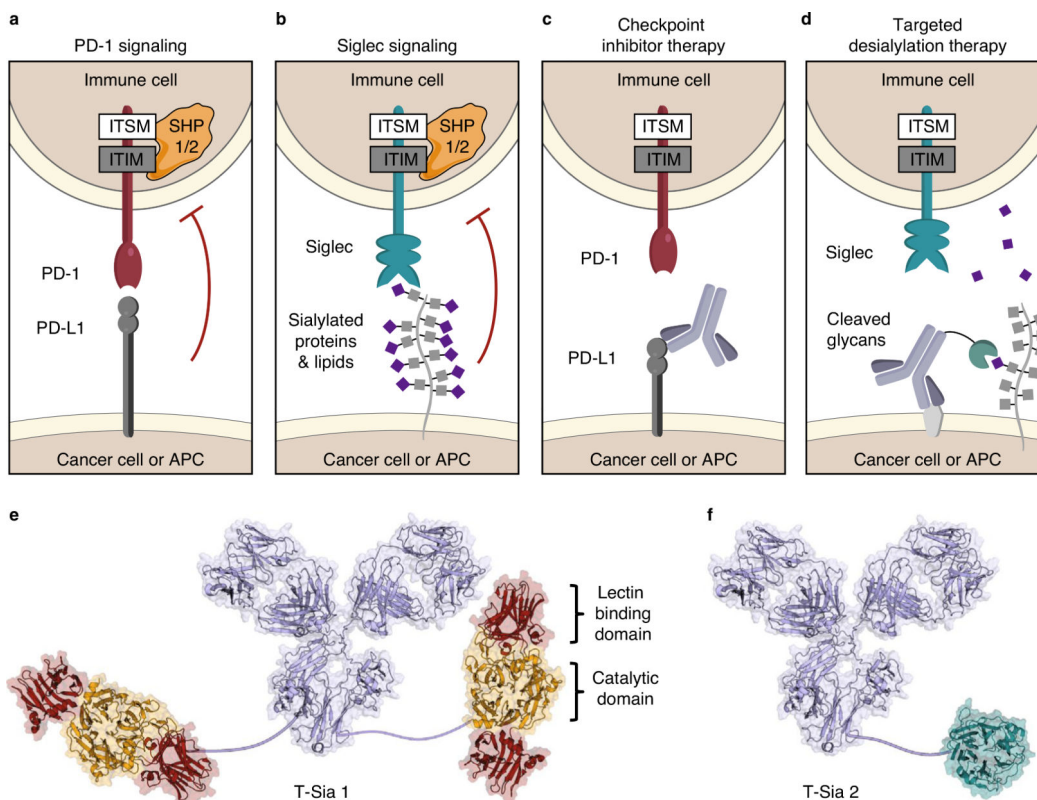 a
PD-1 signaling
Immune cell
ITSM
SHP
1/2
ITIM
PD-1
PD-L1
Cancer cell or APC
b
Siglec signaling
Immune cell
ITSM
SHP
1/2
ITIM
Siglec
Sialylated
proteins
& lipids
Cancer cell or APC
c
Checkpoint
inhibitor therapy
Immune cell
ITSM
ITIM
PD-1
PD-L1
Cancer cell or APC
d
Targeted
desialylation therapy
Immune cell
ITSM
ITIM
Siglec
Cleaved
glycans
Cancer cell or APC
e
Lectin
binding
domain
Catalytic
domain
T-Sia 1
f
T-Sia 2